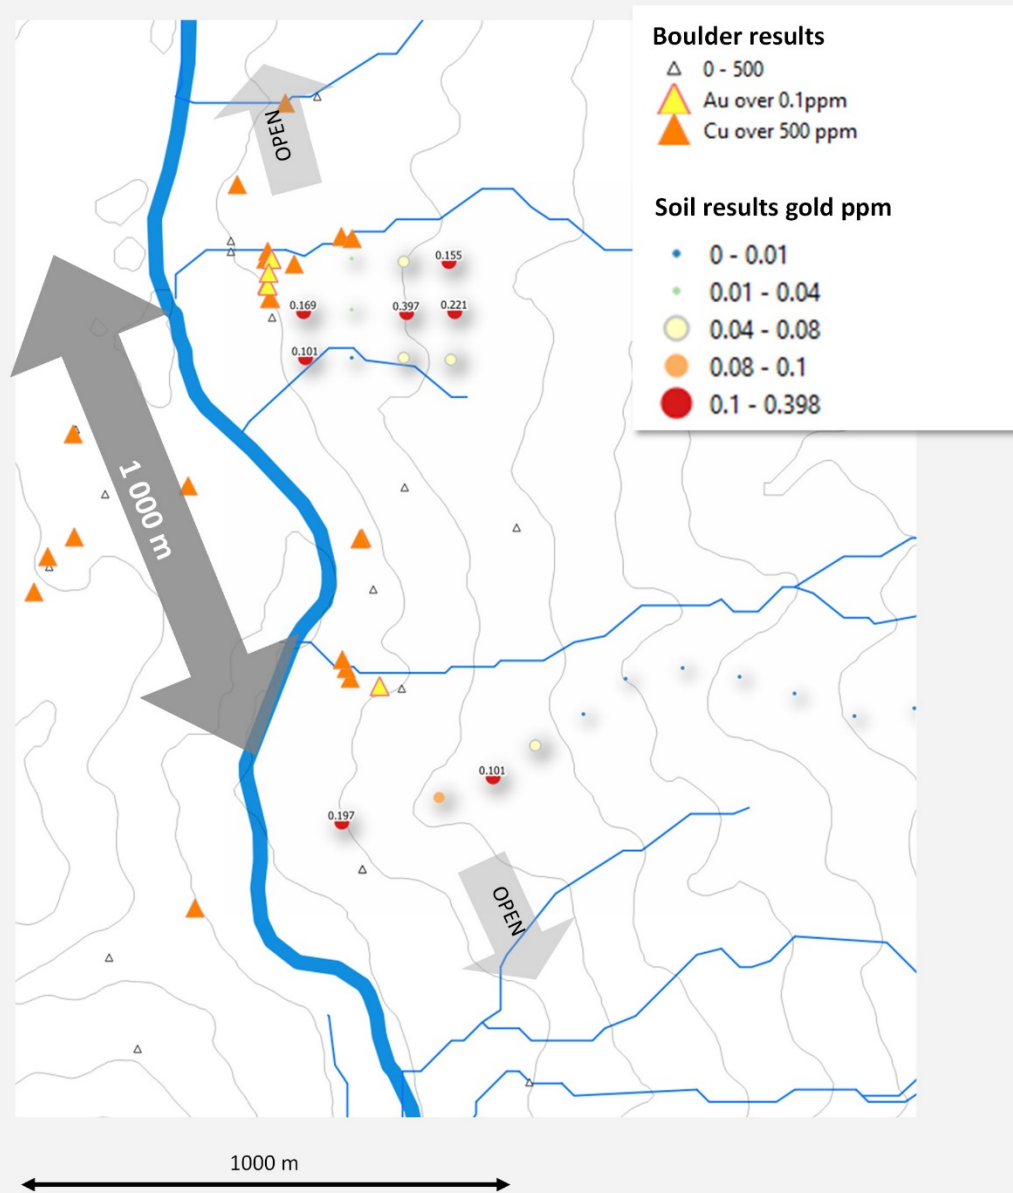 Boulder results
0 - 500
Au over 0.1ppm
Cu over 500 ppm
Soil results gold ppm
0 - 0.01
0.01 - 0.04
0.04 - 0.08
0.08 - 0.1
0.1 - 0.398
OPEN
0.155
0.169
0.397
0.221
0.101
1 000 m
0.101
0.197
OPEN
1000 m